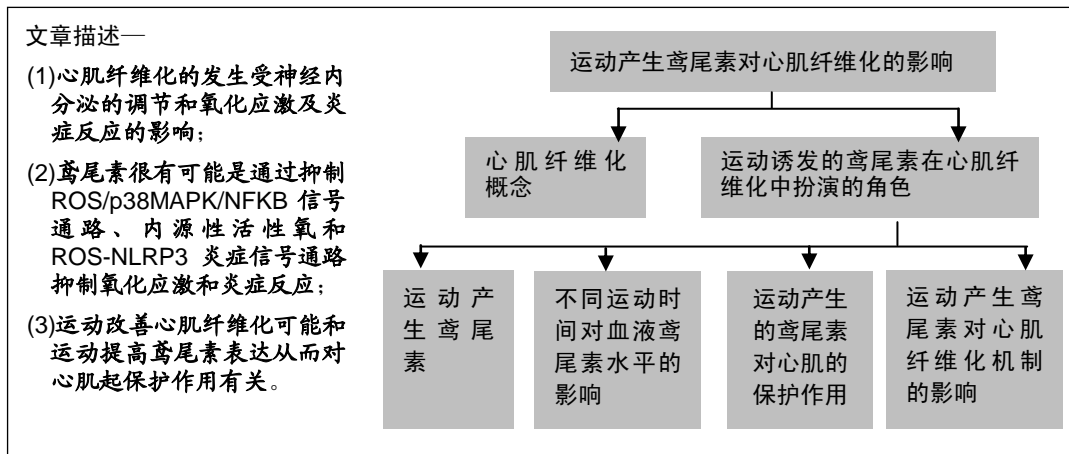 文章描述—
(1)心肌纤维化的发生受神经内
分泌的调节和氧化应激及炎
症反应的影响；
(2)鸢尾素很有可能是通过抑制
ROS/p38MAPK/NFKB 信号
通路、内源性活性氧和
ROS-NLRP3 炎症信号通路
抑制氧化应激和炎症反应；
(3)运动改善心肌纤维化可能和
运动提高鸢尾素表达从而对
心肌起保护作用有关。
运动产生鸢尾素对心肌纤维化的影响
心肌纤维化
概念
运动诱发的鸢尾素在心肌纤
维化中扮演的角色
运动产
生鸢尾
素
不同运动时
间对血液鸢
尾素水平的
影响
运动产生
的鸢尾素
对心肌的
保护作用
运动产生鸢
尾素对心肌
纤维化机制
的影响